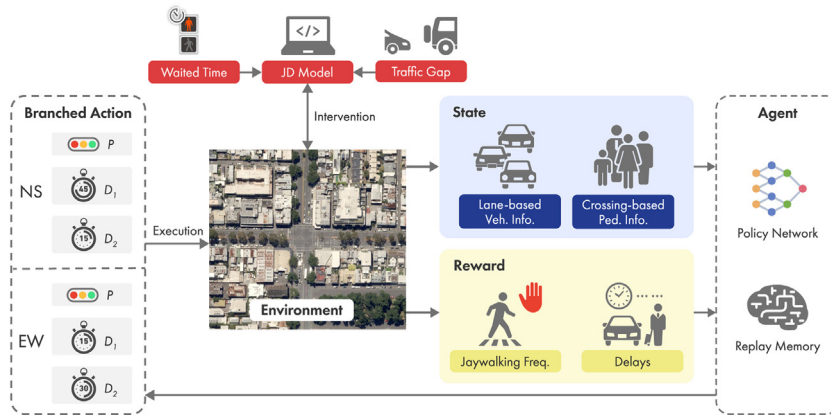 Waited Time
JD Model
Traffic Gap
Intervention
Branched Action
NS
P
45
D1
15
D2
EW
P
15
D1
30
D2
Execution
Environment
State
Lane-based
Veh. Info.
Crossing-based
Ped. Info.
Reward
Jaywalking Freq.
Delays
Agent
Policy Network
Replay Memory